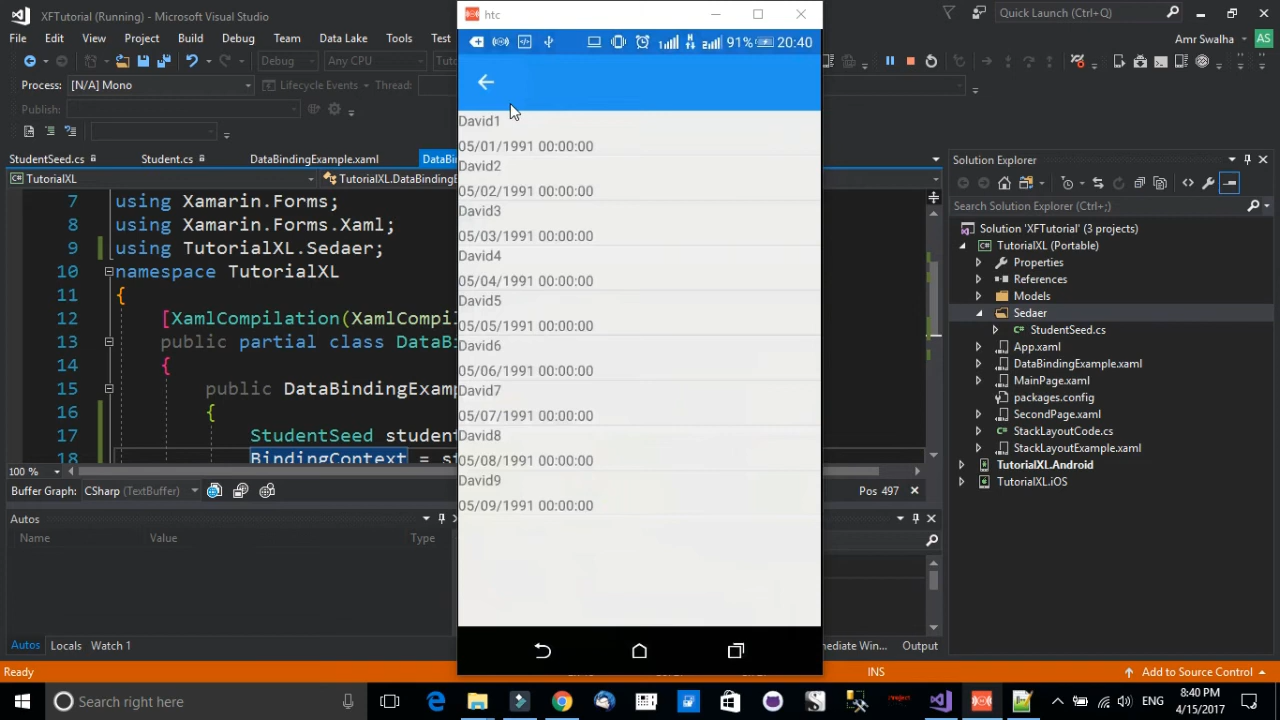 XFTutorial (Running) - Microsoft Visual Studio
htc
Quick Launch (Ctrl+Q)
File Edit View Project Build Debug Team Data Lake Tools Test
91% 20:40
Amr Swalha AS
Debug Any CPU
Process: [N/A] Mono Lifecycle Events Thread:
Publish:
StudentSeed.cs Student.cs DataBindingExample.xaml
TutorialXL
7 using Xamarin.Forms;
8 using Xamarin.Forms.Xaml;
9 using TutorialXL.Sedaer;
10 namespace TutorialXL
11 {
12 [XamlCompilation(
13 public partial class
14 {
15 public
16 {
17 StudentSeed
18 BindingContext =
100 %
Buffer Graph: CSharp (TextBuffer)
Pos 497
Autos
Name Value Type
Autos Locals Watch 1
Output
Ready
INS
Add to Source Control
David1
05/01/1991 00:00:00
David2
05/02/1991 00:00:00
David3
05/03/1991 00:00:00
David4
05/04/1991 00:00:00
David5
05/05/1991 00:00:00
David6
05/06/1991 00:00:00
David7
05/07/1991 00:00:00
David8
05/08/1991 00:00:00
David9
05/09/1991 00:00:00
Solution Explorer
Search Solution Explorer (Ctrl+;)
Solution 'XFTutorial' (3 projects)
TutorialXL (Portable)
Properties
References
Models
Sedaer
StudentSeed.cs
App.xaml
DataBindingExample.xaml
MainPage.xaml
packages.config
SecondPage.xaml
StackLayoutCode.cs
StackLayoutExample.xaml
TutorialXL.Android
TutorialXL.iOS
Search right here
ENG
8:40 PM
4/15/2017